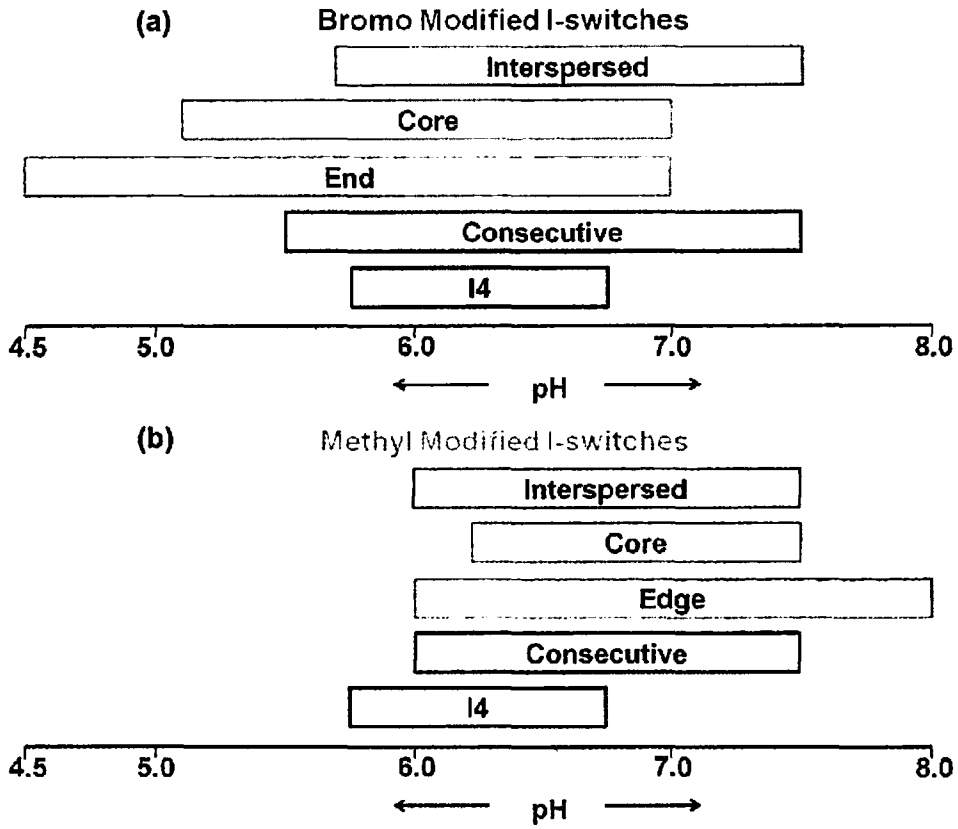 (a) Bromo Modified I-switches
Interspersed
Core
End
Consecutive
I4
4.5 5.0 6.0 7.0 8.0
pH
(b) Methyl Modified I-switches
Interspersed
Core
Edge
Consecutive
I4
4.5 5.0 6.0 7.0 8.0
pH